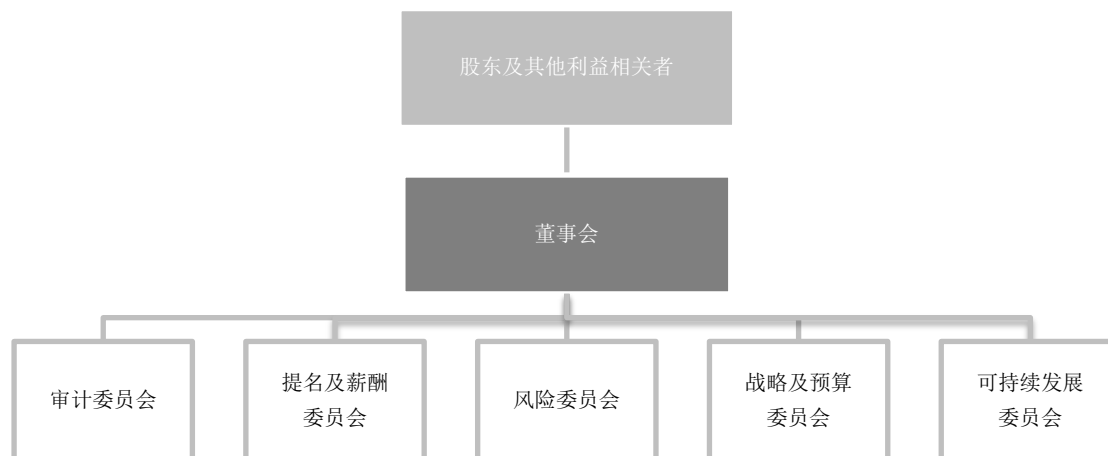 股东及其他利益相关者
董事会
审计委员会
提名及薪酬
委员会
风险委员会
战略及预算
委员会
可持续发展
委员会